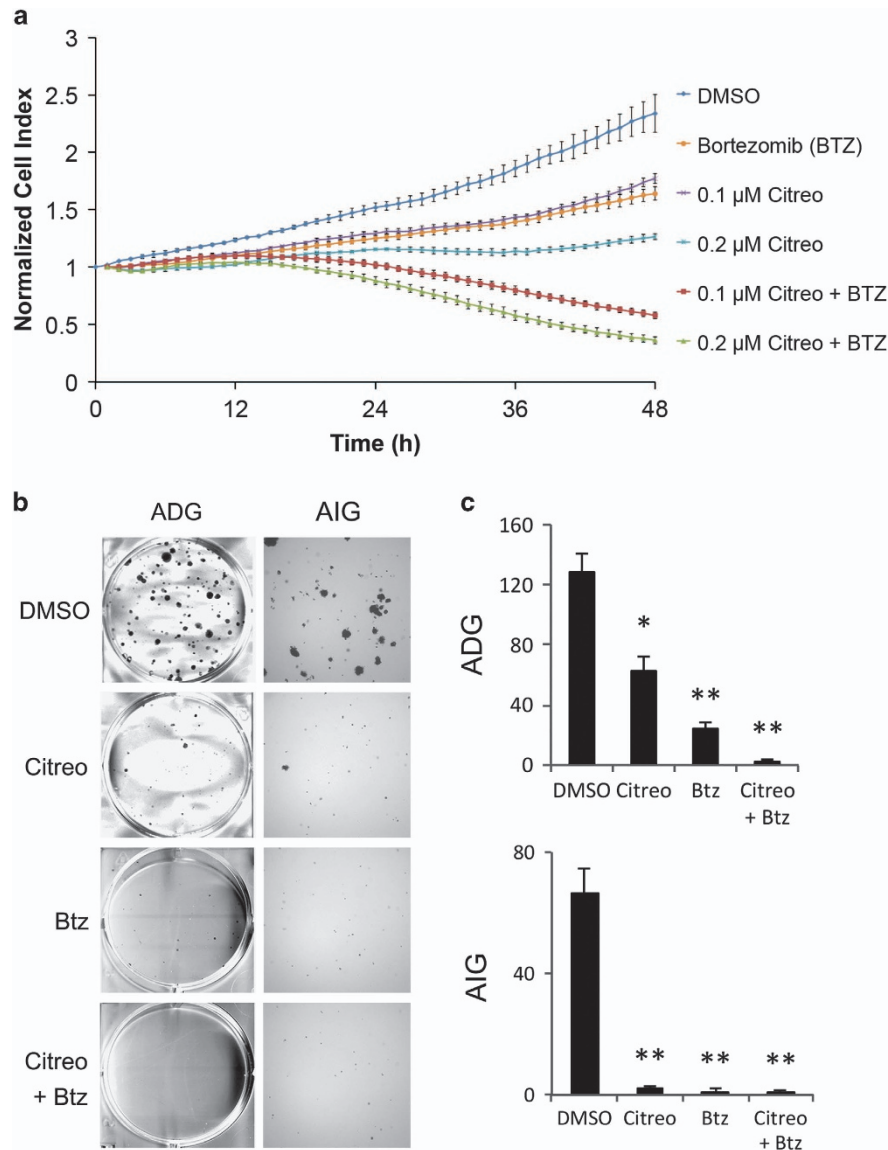 a
3
2.5
2
1.5
1
0.5
0
Normalized Cell Index
0 12 24 36 48
Time (h)
DMSO
Bortezomib (BTZ)
0.1 µM Citreo
0.2 µM Citreo
0.1 µM Citreo + BTZ
0.2 µM Citreo + BTZ
b
ADG AIG
DMSO
Citreo
Btz
Citreo
+ Btz
c
160
120
80
40
0
ADG
*
**
**
DMSO Citreo Btz Citreo
+ Btz
80
40
0
AIG
** ** **
DMSO Citreo Btz Citreo
+ Btz